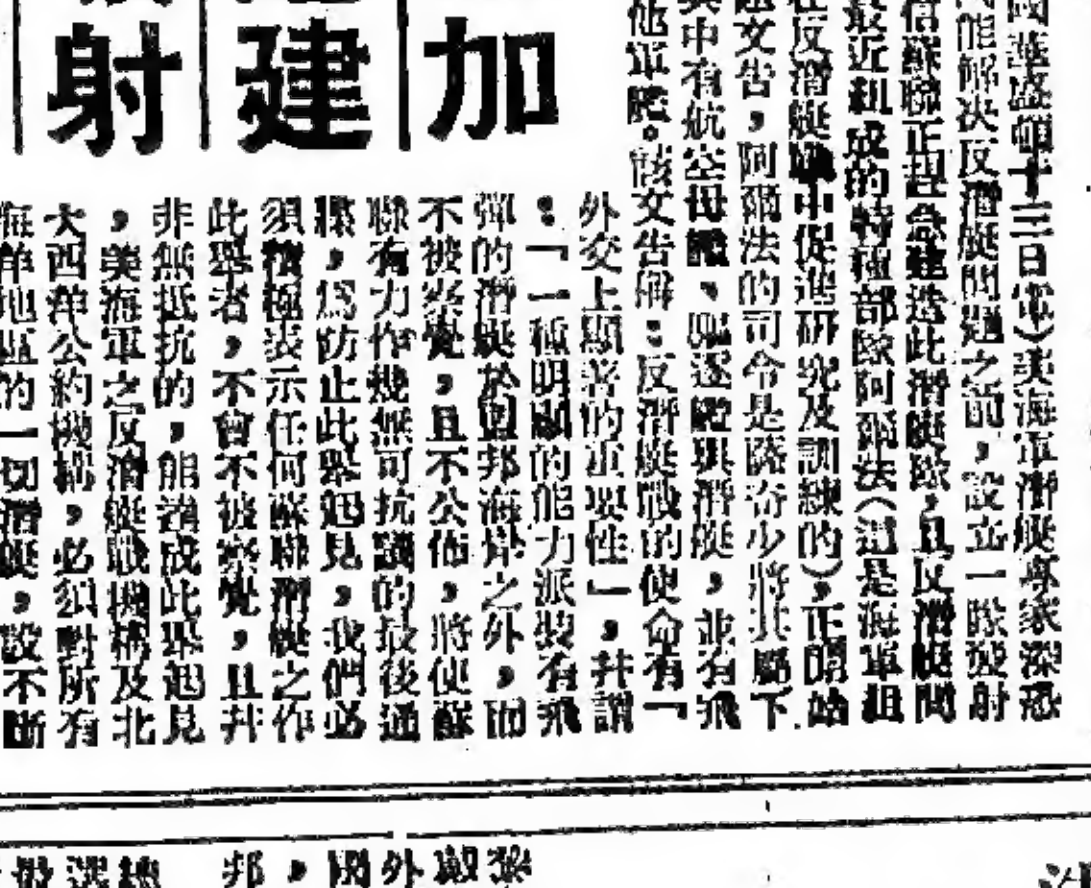 加
建
射
國華盛頓十三日電）美海軍潛艇專家深恐
能解决反潛艇問題之前，設立一隊發射
信蘇聯正趕急建造此潛艇隊，且反潛艇問
最近組成的特種部隊阿爾法（這是海軍組
在反潛艇戰中促進研究及訓練的），正開始
文告，阿爾法的司令是 少將其屬下
其中有航空母艦、驅逐艦與潛艇，並有飛
他軍艦。該文告稱：反潛艇戰的使命有「
外交上顯著的重要性」，幷謂
：「一種明顯的能力派裝有飛
彈的潛艇於盟邦海岸之外，而
不被察覺，且不公佈，將使蘇
聯有力作幾無可抗議的最後通
牒，爲防止此舉起見，我們必
須積極表示任何蘇聯潛艇之作
此舉者，不會不被察覺，且幷
非無抵抗的，能達成此舉起見
，美海軍之反潛艇戰機構及北
大西洋公約機構，必須對所有
海洋地區的一切潛艇，設不斷
邦，外